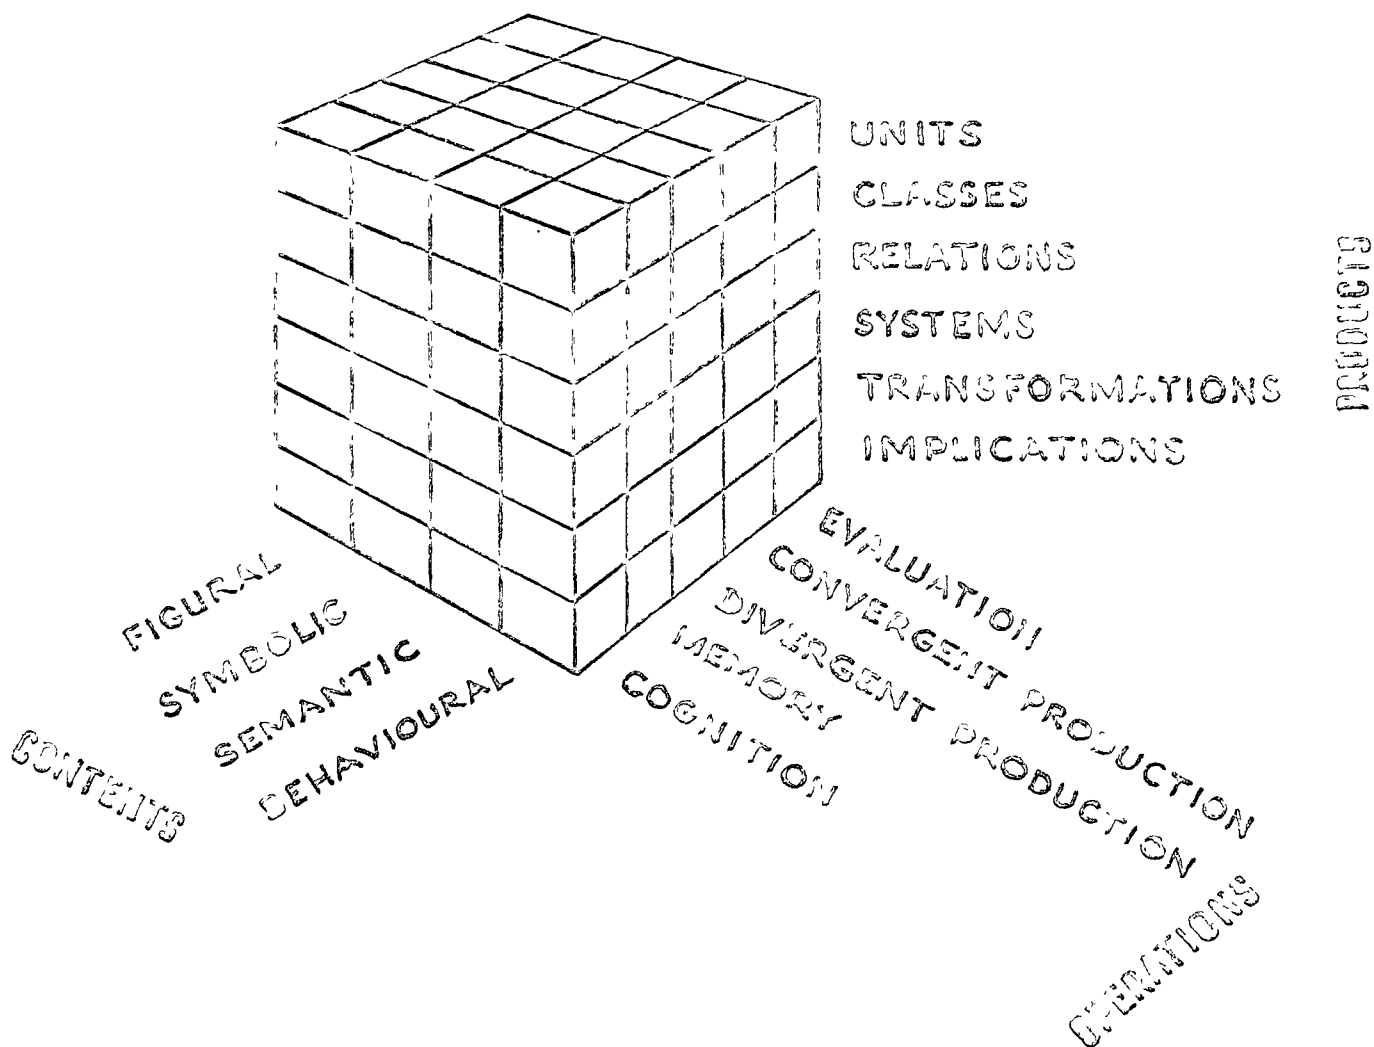 UNITS
CLASSES
RELATIONS
SYSTEMS
TRANSFORMATIONS
IMPLICATIONS
PRODUCTS
FIGURAL
SYMBOLIC
SEMANTIC
BEHAVIOURAL
CONTENTS
EVALUATION
CONVERGENT PRODUCTION
DIVERGENT PRODUCTION
MEMORY
COGNITION
OPERATIONS